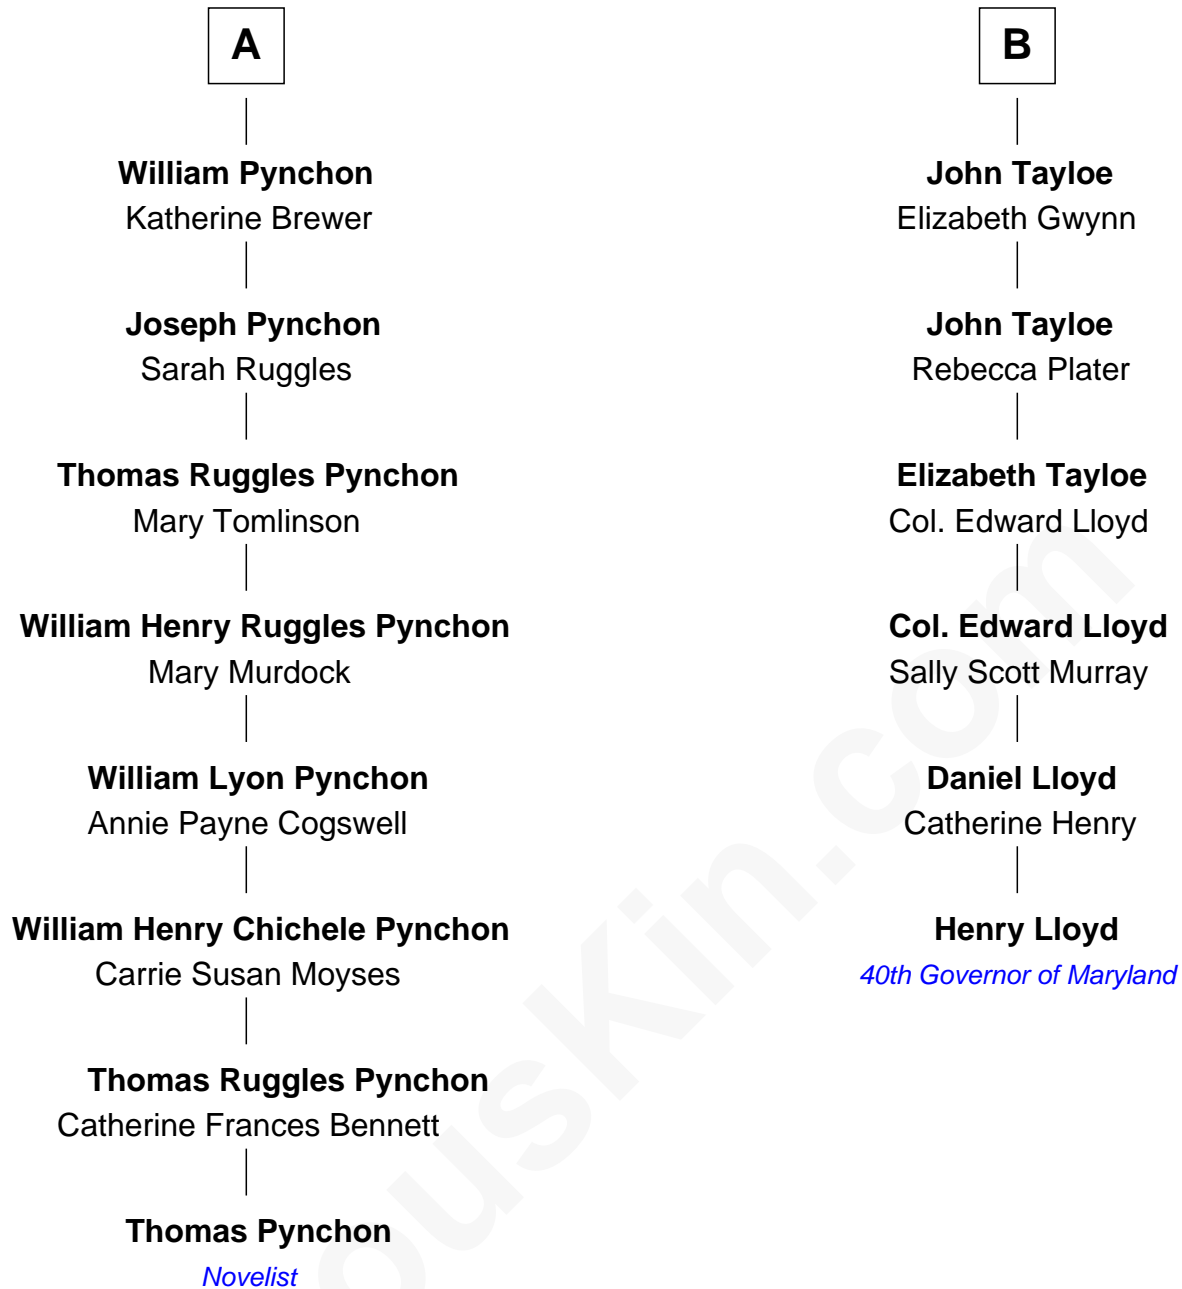 A
William Pynchon
Katherine Brewer
Joseph Pynchon
Sarah Ruggles
Thomas Ruggles Pynchon
Mary Tomlinson
William Henry Ruggles Pynchon
Mary Murdock
William Lyon Pynchon
Annie Payne Cogswell
William Henry Chichele Pynchon
Carrie Susan Moyses
Thomas Ruggles Pynchon
Catherine Frances Bennett
Thomas Pynchon
Novelist
B
John Tayloe
Elizabeth Gwynn
John Tayloe
Rebecca Plater
Elizabeth Tayloe
Col. Edward Lloyd
Col. Edward Lloyd
Sally Scott Murray
Daniel Lloyd
Catherine Henry
Henry Lloyd
40th Governor of Maryland
ousKin.com